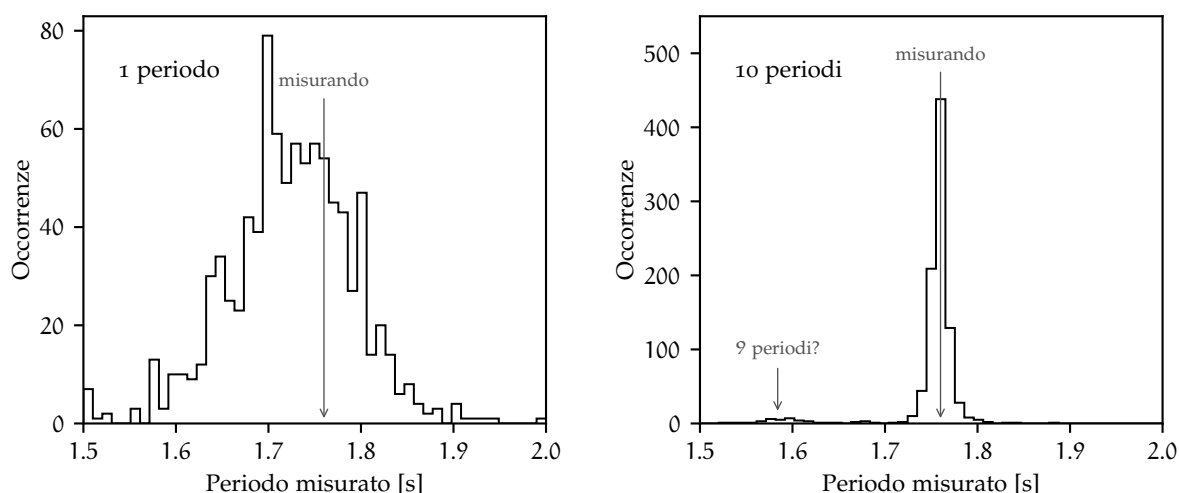 1 periodo
misurando
80
60
40
20
0
Occorrenze
1.5 1.6 1.7 1.8 1.9 2.0
Periodo misurato [s]
10 periodi
misurando
9 periodi?
500
400
300
200
100
0
Occorrenze
1.5 1.6 1.7 1.8 1.9 2.0
Periodo misurato [s]